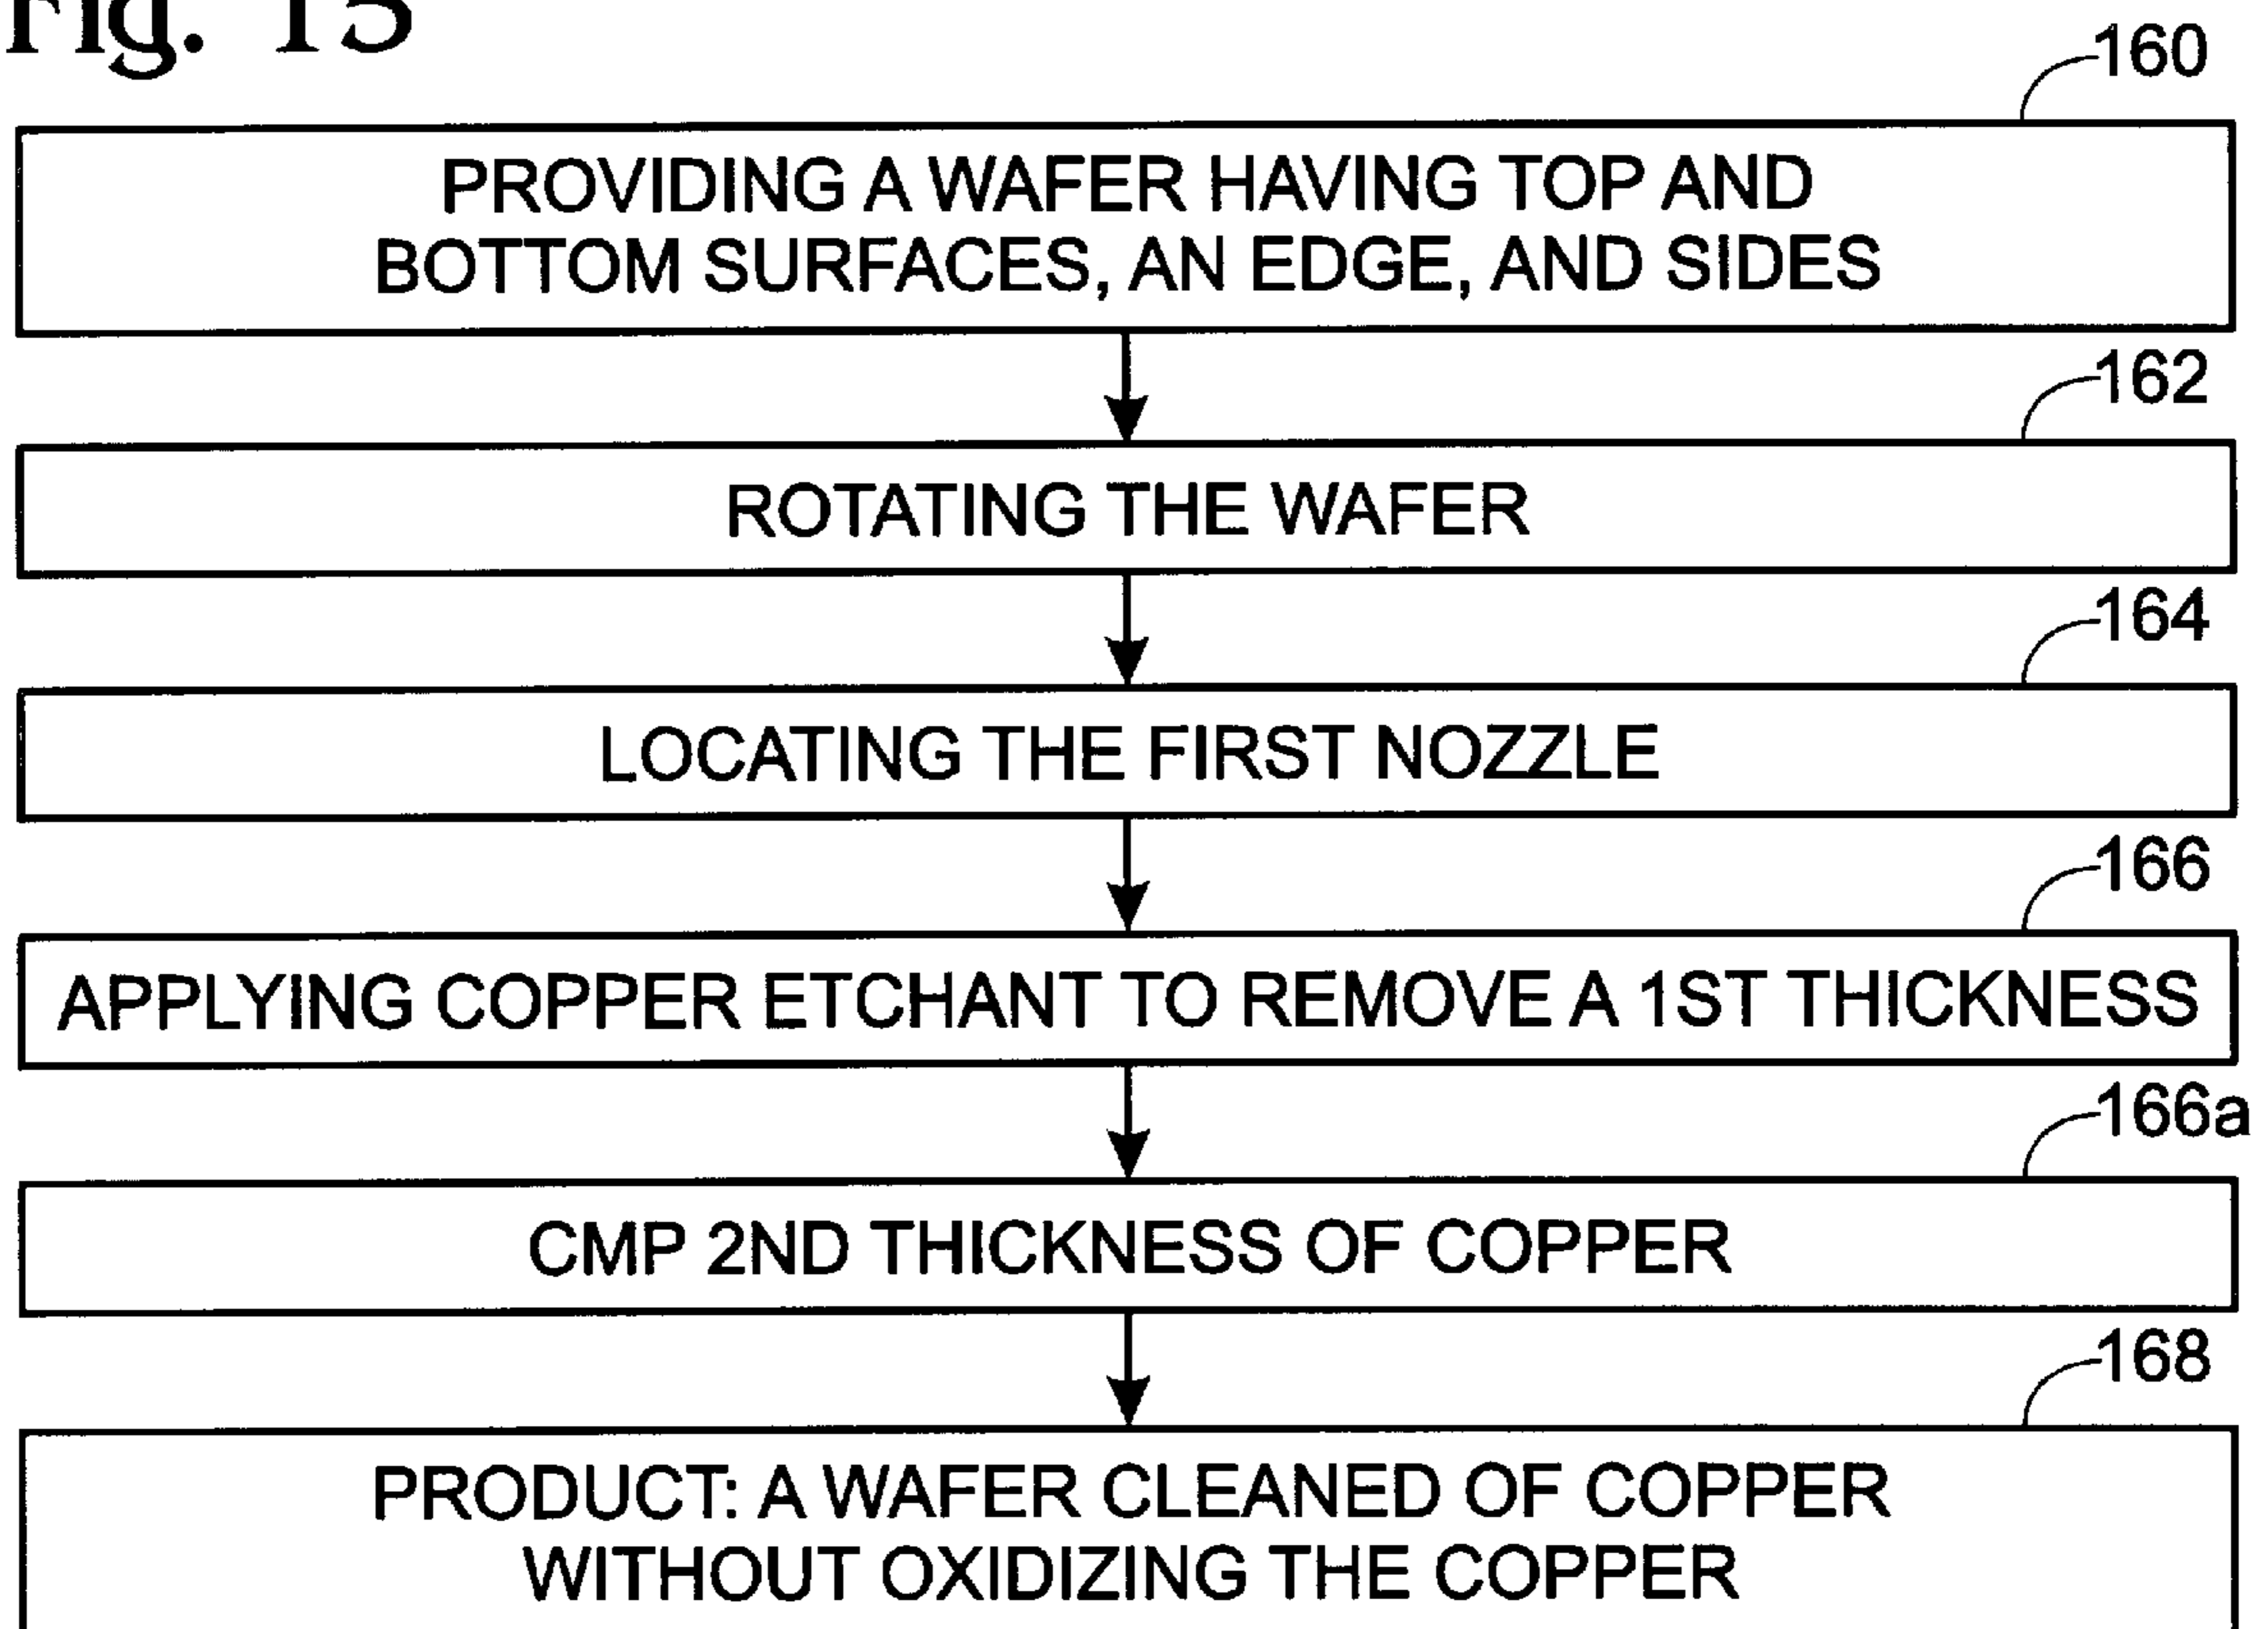 Fig. 15
160
PROVIDING A WAFER HAVING TOP AND
BOTTOM SURFACES, AN EDGE, AND SIDES
162
ROTATING THE WAFER
164
LOCATING THE FIRST NOZZLE
166
APPLYING COPPER ETCHANT TO REMOVE A 1ST THICKNESS
166a
CMP 2ND THICKNESS OF COPPER
168
PRODUCT: A WAFER CLEANED OF COPPER
WITHOUT OXIDIZING THE COPPER